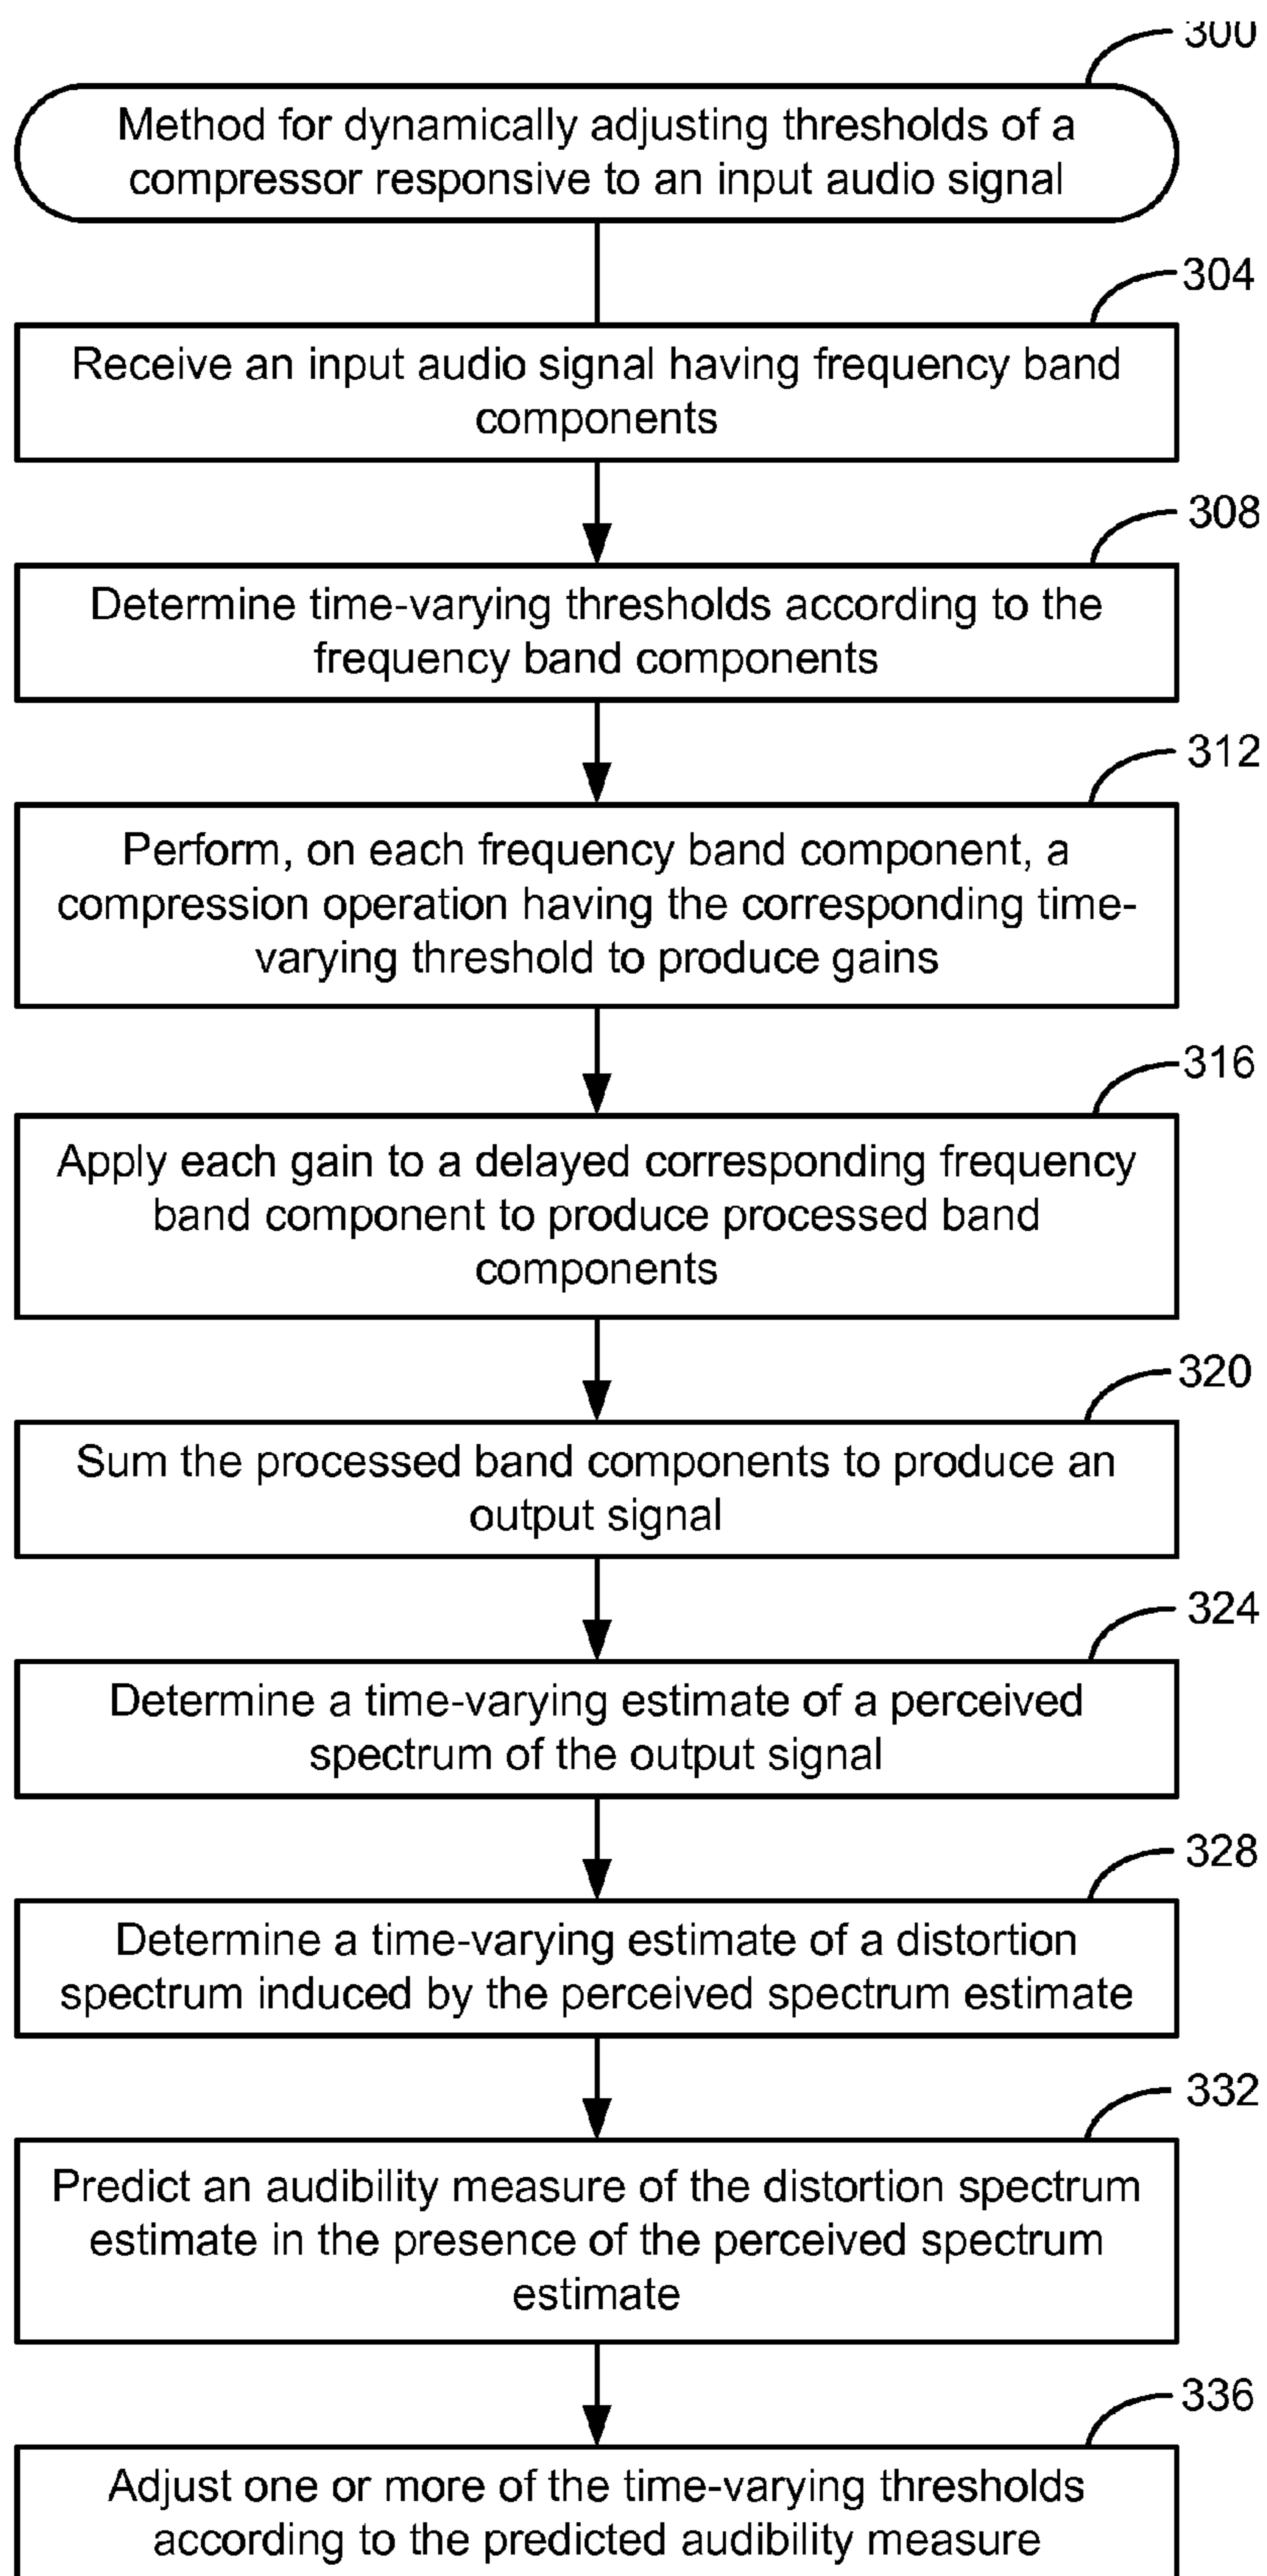 300
Method for dynamically adjusting thresholds of a
compressor responsive to an input audio signal
304
Receive an input audio signal having frequency band
components
308
Determine time-varying thresholds according to the
frequency band components
312
Perform, on each frequency band component, a
compression operation having the corresponding time-
varying threshold to produce gains
316
Apply each gain to a delayed corresponding frequency
band component to produce processed band
components
320
Sum the processed band components to produce an
output signal
324
Determine a time-varying estimate of a perceived
spectrum of the output signal
328
Determine a time-varying estimate of a distortion
spectrum induced by the perceived spectrum estimate
332
Predict an audibility measure of the distortion spectrum
estimate in the presence of the perceived spectrum
estimate
336
Adjust one or more of the time-varying thresholds
according to the predicted audibility measure